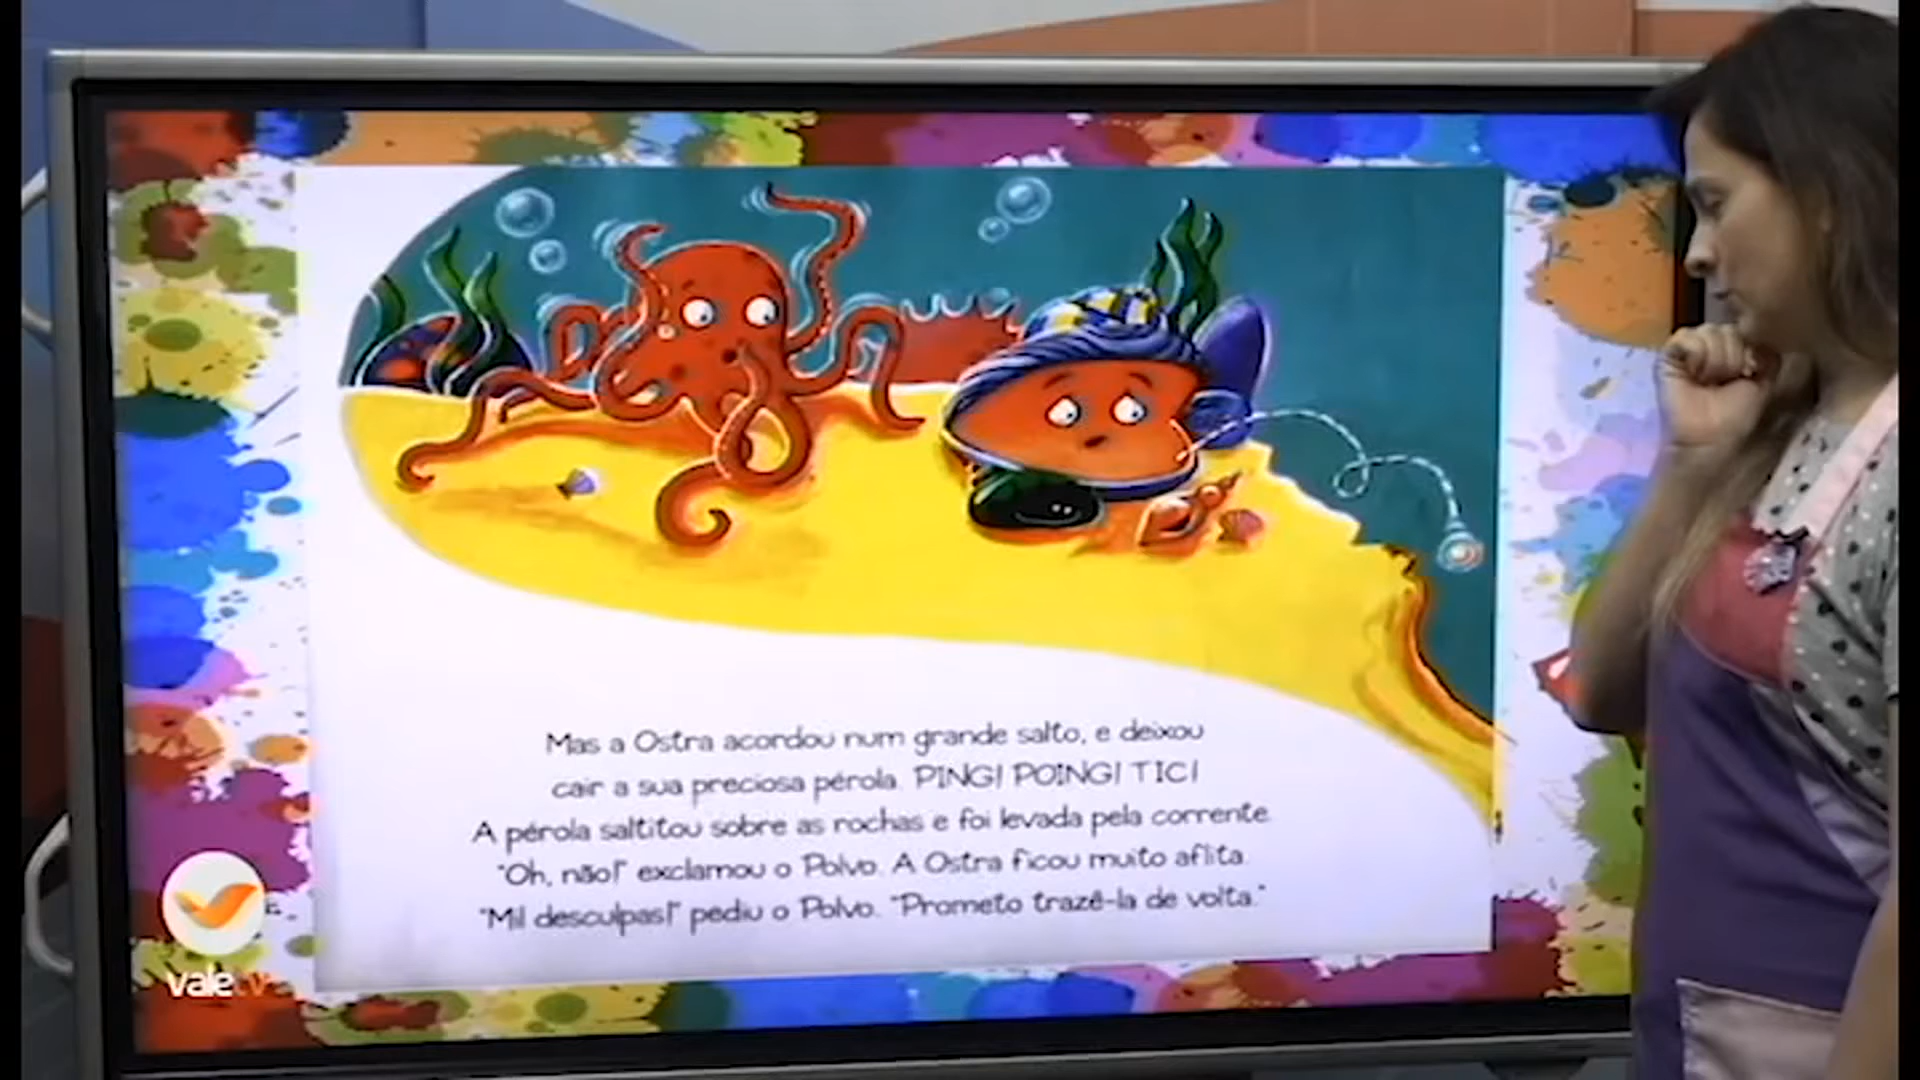 Mas a Ostra acordou num grande salto, e deixou
cair a sua preciosa pérola. PING! POING! TIC!
A pérola saltitou sobre as rochas e foi levada pela corrente.
"Oh, não!" exclamou o Polvo. A Ostra ficou muito aflita.
"Mil desculpas!" pediu o Polvo. "Prometo trazê-la de volta."
valetv